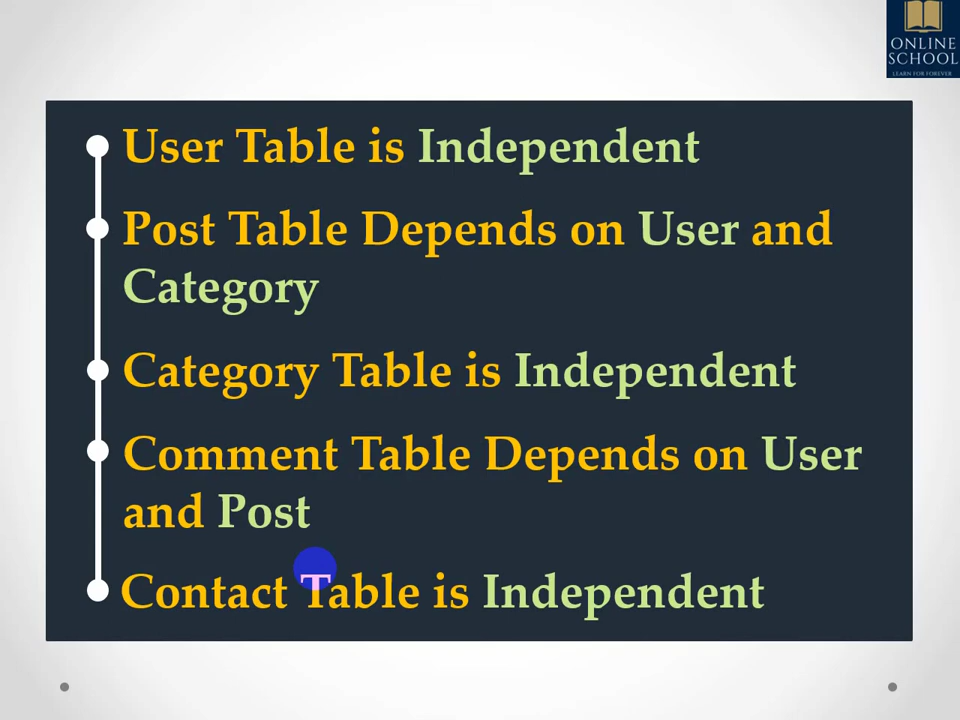 ONLINE
SCHOOL
LEARN FOR FOREVER
User Table is Independent
Post Table Depends on User and
Category
Category Table is Independent
Comment Table Depends on User
and Post
Contact Table is Independent